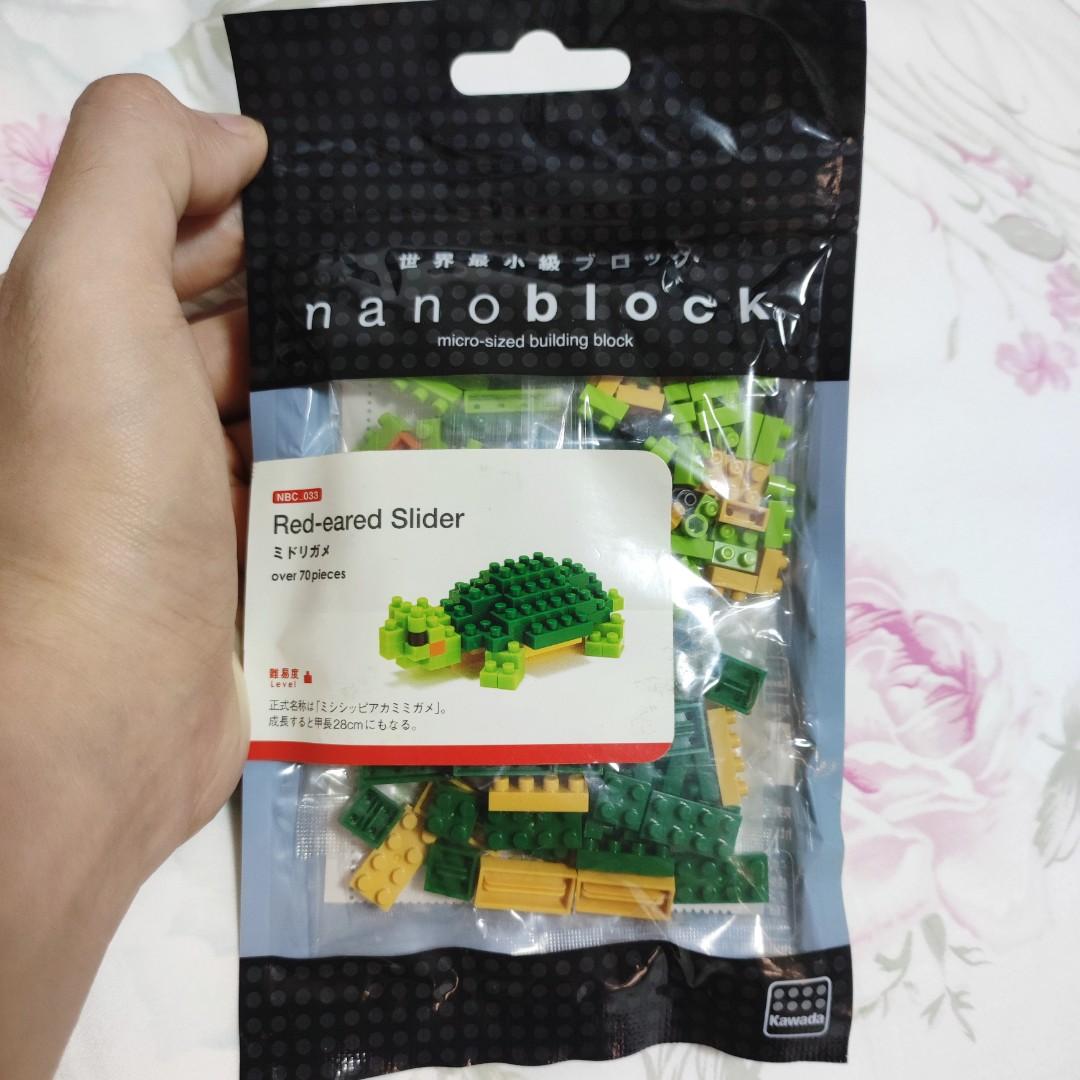 世界最小級ブロック
nanoblock
micro-sized building block
NBC_033
Red-eared Slider
ミドリガメ
over 70pieces
難易度
Level
正式名称は「ミシシッピアカミミガメ」。
成長すると甲長28cmにもなる。
Kawada